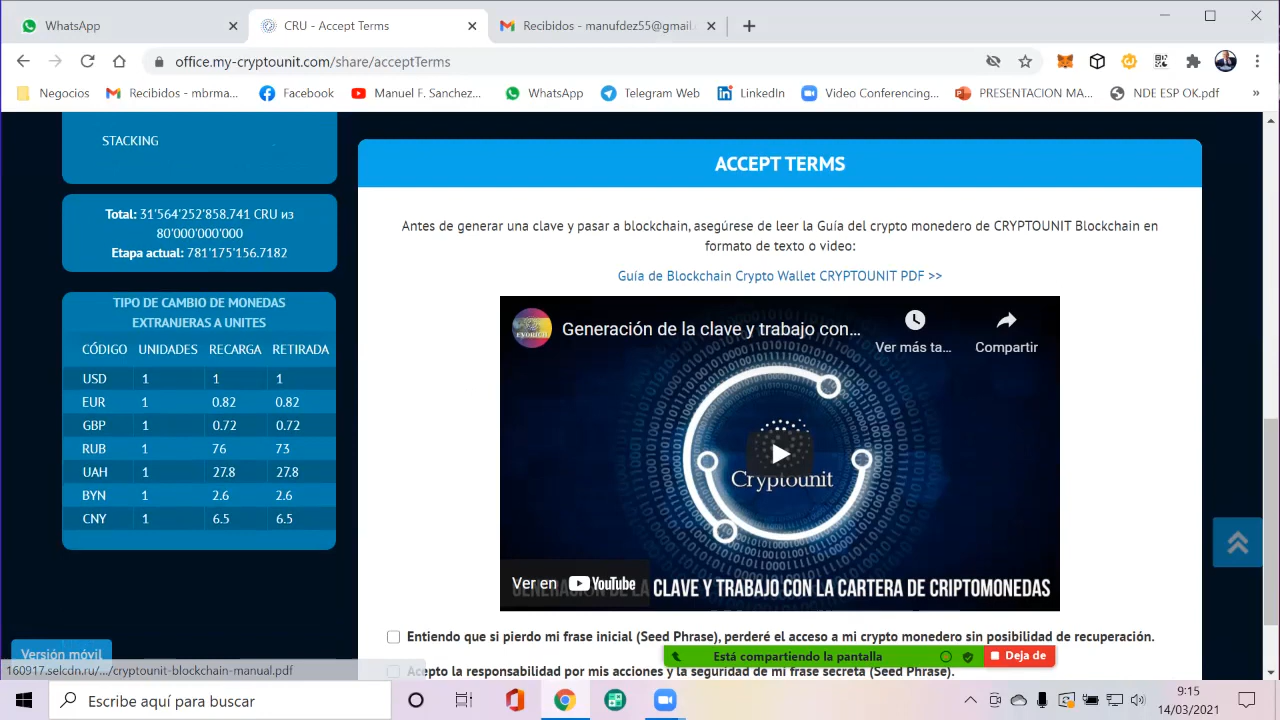 WhatsApp
CRU - Accept Terms
Recibidos - manufdez55@gmail.
office.my-cryptounit.com/share/acceptTerms
Negocios
Recibidos - mbrma...
Facebook
Manuel F. Sanchez...
WhatsApp
Telegram Web
LinkedIn
Video Conferencing,...
PRESENTACION MA...
NDE ESP OK.pdf
»
STACKING
Total: 31'564'252'858.741 CRU из
80'000'000'000
Etapa actual: 781'175'156.7182
TIPO DE CAMBIO DE MONEDAS
EXTRANJERAS A UNITES
CÓDIGO UNIDADES RECARGA RETIRADA
USD 1 1 1
EUR 1 0.82 0.82
GBP 1 0.72 0.72
RUB 1 76 73
UAH 1 27.8 27.8
BYN 1 2.6 2.6
CNY 1 6.5 6.5
Versión móvil
160917.selcdn.ru/.../cryptounit-blockchain-manual.pdf
ACCEPT TERMS
Antes de generar una clave y pasar a blockchain, asegúrese de leer la Guía del crypto monedero de CRYPTOUNIT Blockchain en
formato de texto o video:
Guía de Blockchain Crypto Wallet CRYPTOUNIT PDF >>
Generación de la clave y trabajo con...
Ver más ta...
Compartir
Cryptounit
Ver en YouTube
GENERACIÓN DE LA CLAVE Y TRABAJO CON LA CARTERA DE CRIPTOMONEDAS
Entiendo que si pierdo mi frase inicial (Seed Phrase), perderé el acceso a mi crypto monedero sin posibilidad de recuperación.
Está compartiendo la pantalla
Deja de
Acepto la responsabilidad por mis acciones y la seguridad de mi frase secreta (Seed Phrase).
Escribe aquí para buscar
9:15
14/03/2021